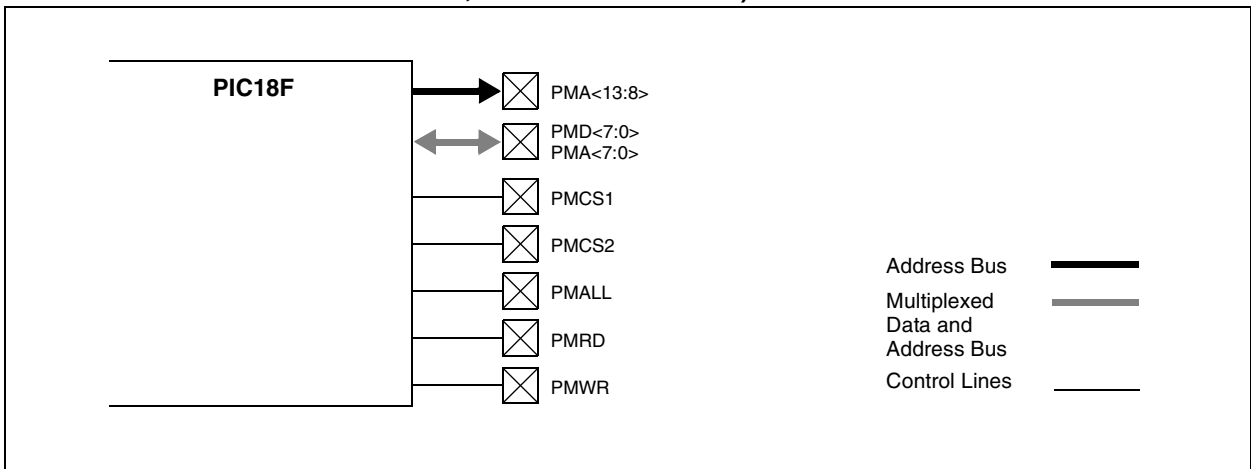 PIC18F
PMA<13:8>
PMD<7:0>
PMA<7:0>
PMCS1
PMCS2
PMALL
PMRD
PMWR
Address Bus
Multiplexed
Data and
Address Bus
Control Lines